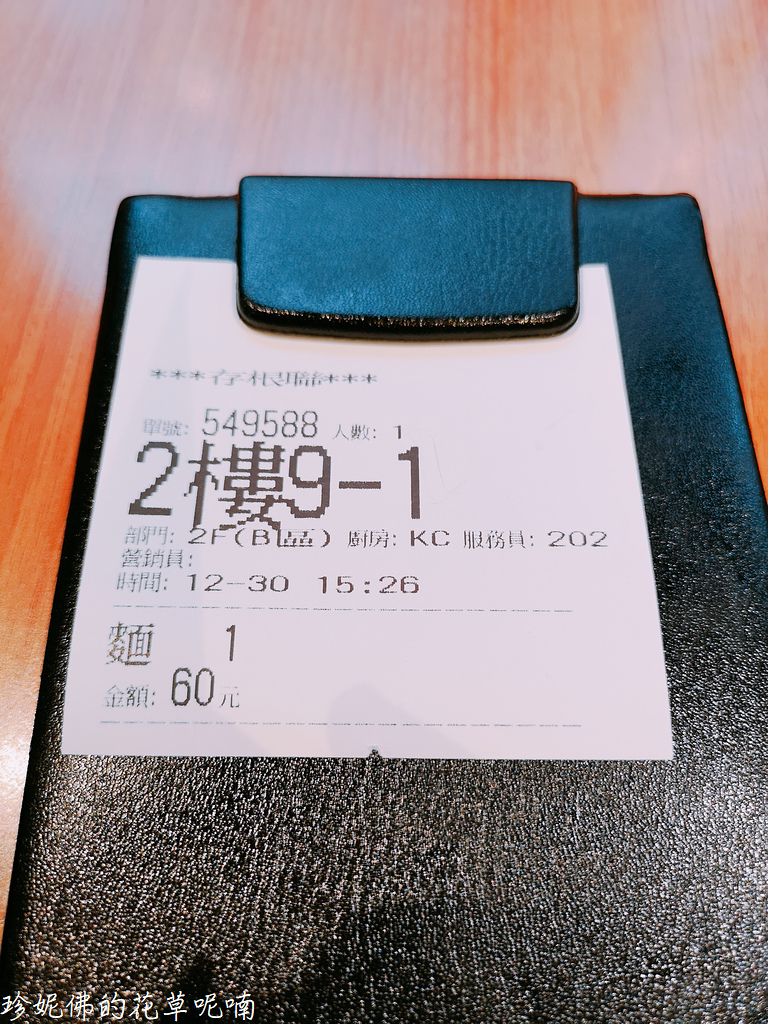 ***存根聯***
單號: 549588 人數: 1
2樓9-1
部門: 2F(B區) 廚房: KC 服務員: 202
營銷員:
時間: 12-30 15:26
麵 1
金額: 60元
珍妮佛的花草呢喃